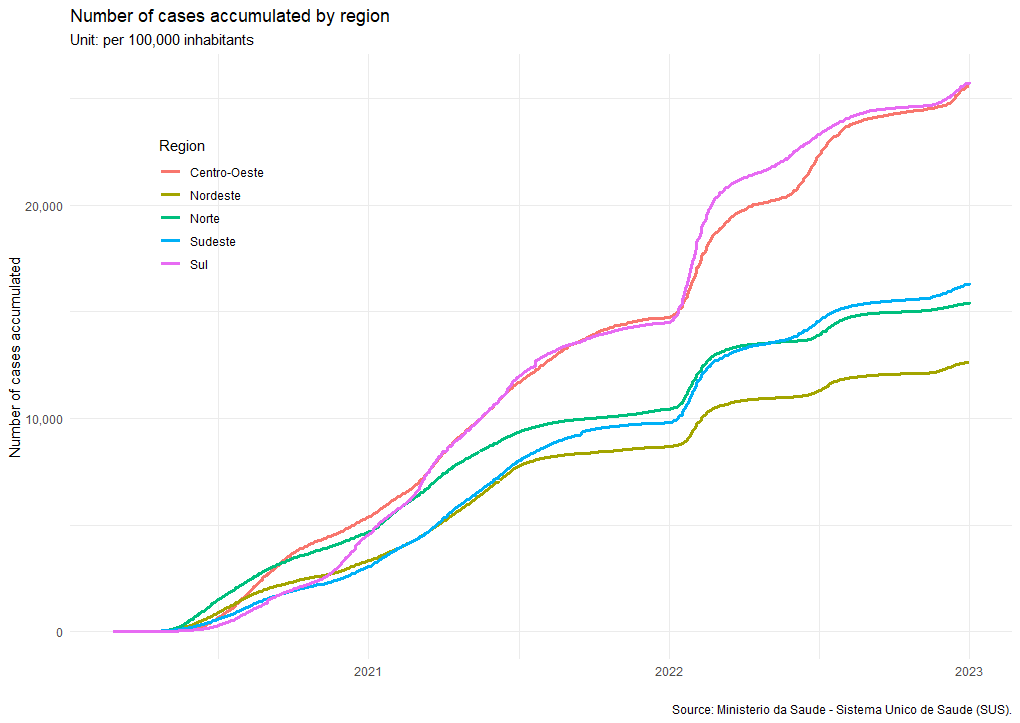 Number of cases accumulated by region
Unit: per 100,000 inhabitants
Region
Centro-Oeste
Nordeste
Norte
Sudeste
Sul
Number of cases accumulated
20,000
10,000
0
2021
2022
2023
Source: Ministerio da Saude - Sistema Unico de Saude (SUS).